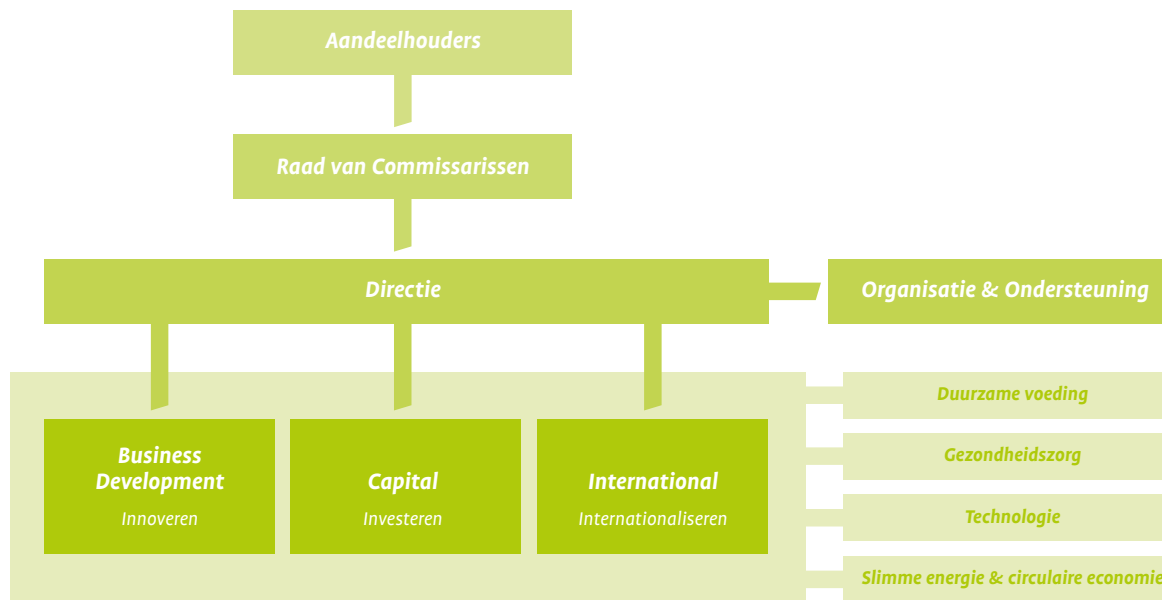 Aandeelhouders
Raad van Commissarissen
Directie
Organisatie & Ondersteuning
Business
Development
Innoveren
Capital
Investeren
International
Internationaliseren
Duurzame voeding
Gezondheidszorg
Technologie
Slimme energie & circulaire economie